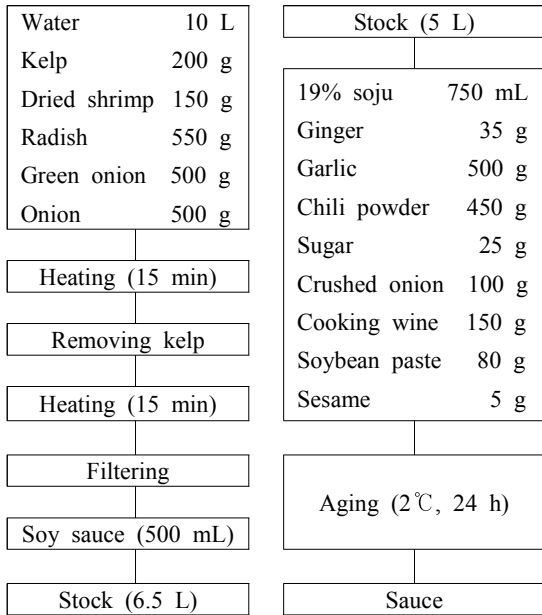 Water 10 L
Kelp 200 g
Dried shrimp 150 g
Radish 550 g
Green onion 500 g
Onion 500 g
Heating (15 min)
Removing kelp
Heating (15 min)
Filtering
Soy sauce (500 mL)
Stock (6.5 L)
Stock (5 L)
19% soju 750 mL
Ginger 35 g
Garlic 500 g
Chili powder 450 g
Sugar 25 g
Crushed onion 100 g
Cooking wine 150 g
Soybean paste 80 g
Sesame 5 g
Aging (2℃, 24 h)
Sauce